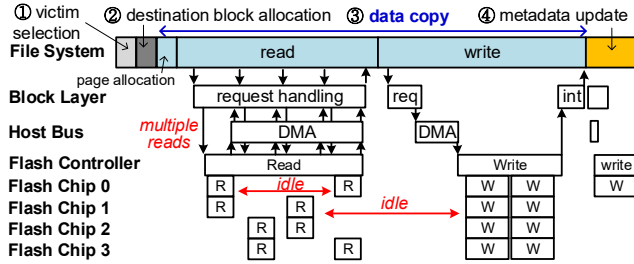 ① victim selection
② destination block allocation
③ data copy
④ metadata update
File System
read
write
page allocation
Block Layer
request handling
req
int
Host Bus
multiple reads
DMA
DMA
Flash Controller
Read
Write
write
Flash Chip 0
R
idle
R
W
W
W
Flash Chip 1
R
R
idle
W
W
Flash Chip 2
R
R
W
W
Flash Chip 3
R
R
W
W